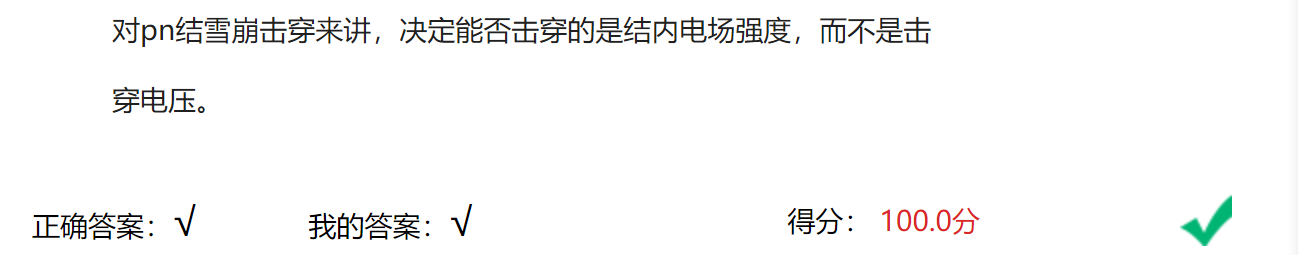 对pn结雪崩击穿来讲，决定能否击穿的是结内电场强度，而不是击
穿电压。
正确答案：√ 我的答案：√ 得分： 100.0分